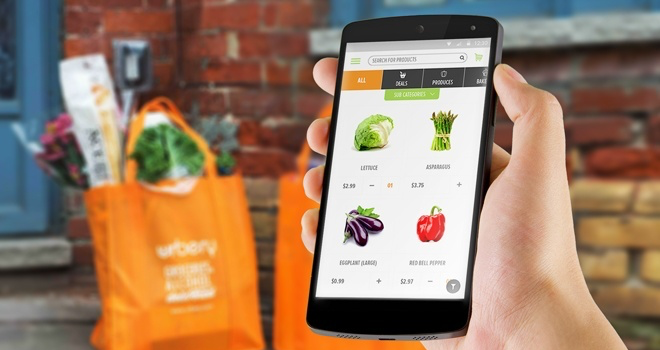 SEARCH FOR PRODUCTS
ALL
DEALS
PRODUCES
SUB CATEGORIES
LETTUCE
ASPARAGUS
$2.99 − 01
$3.75 +
EGGPLANT (LARGE)
RED BELL PEPPER
$0.99 +
$2.97 −
urbery